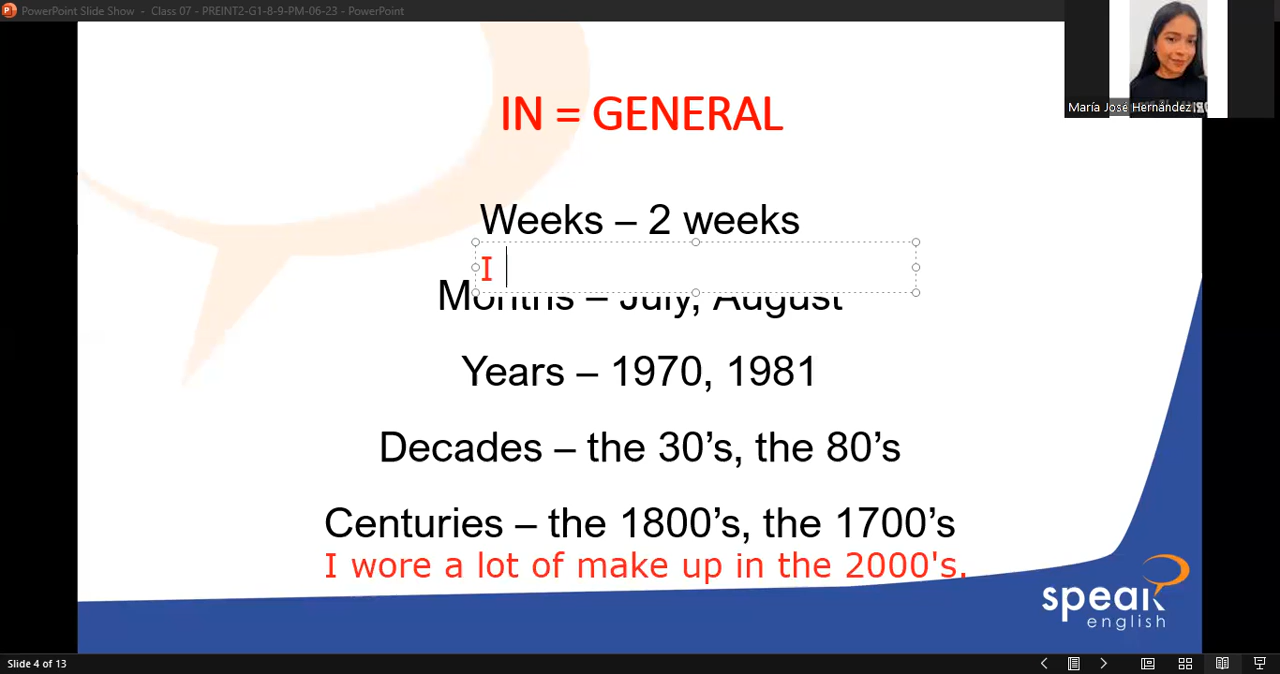 PowerPoint Slide Show - Class 07 - PREINT2-G1-8-9-PM-06-23 - PowerPoint
María José Hernández
IN = GENERAL
Weeks – 2 weeks
I
Months – July, August
Years – 1970, 1981
Decades – the 30’s, the 80’s
Centuries – the 1800’s, the 1700’s
I wore a lot of make up in the 2000's.
speak
english
Slide 4 of 13